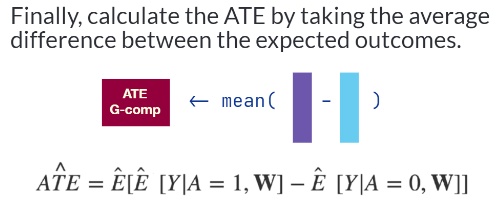 Finally, calculate the ATE by taking the average
difference between the expected outcomes.
ATE
G-comp
← mean( - )
AT̂E = Ê[Ê [Y|A = 1, W] – Ê [Y|A = 0, W]]